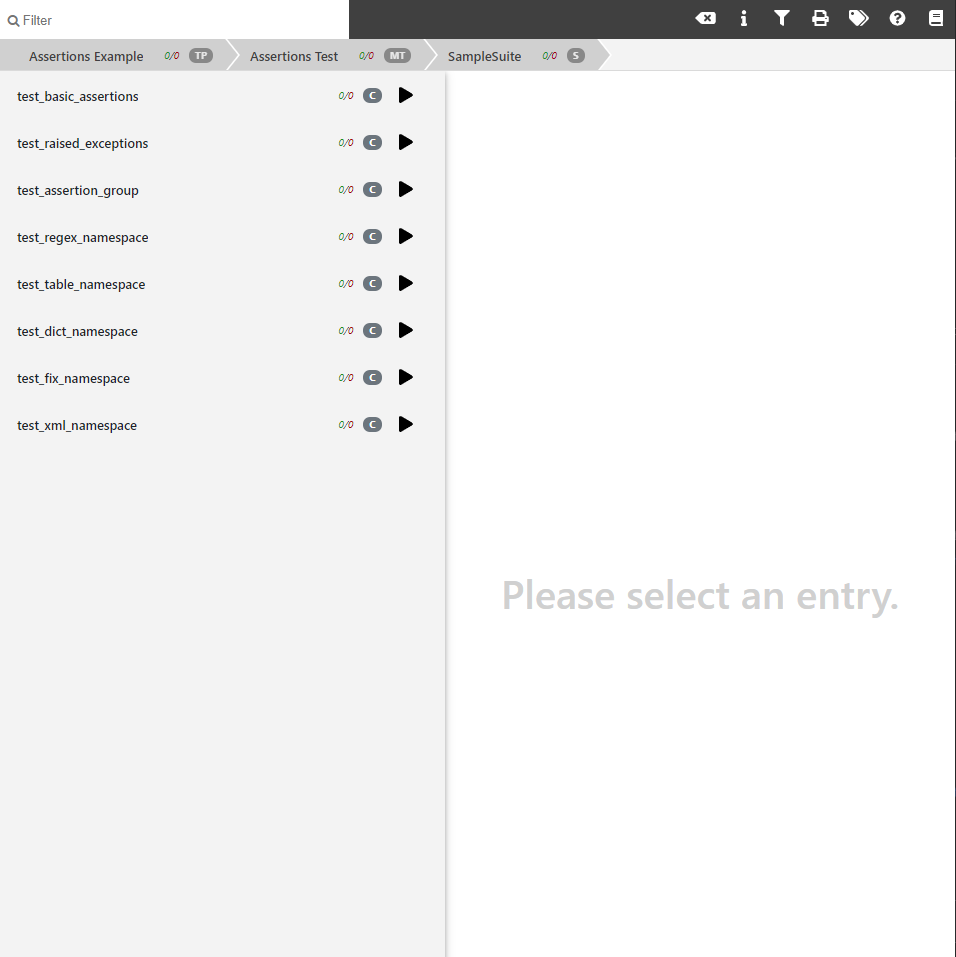 Filter
Assertions Example 0/0 TP Assertions Test 0/0 MT SampleSuite 0/0 S
test_basic_assertions 0/0 C
test_raised_exceptions 0/0 C
test_assertion_group 0/0 C
test_regex_namespace 0/0 C
test_table_namespace 0/0 C
test_dict_namespace 0/0 C
test_fix_namespace 0/0 C
test_xml_namespace 0/0 C
Please select an entry.